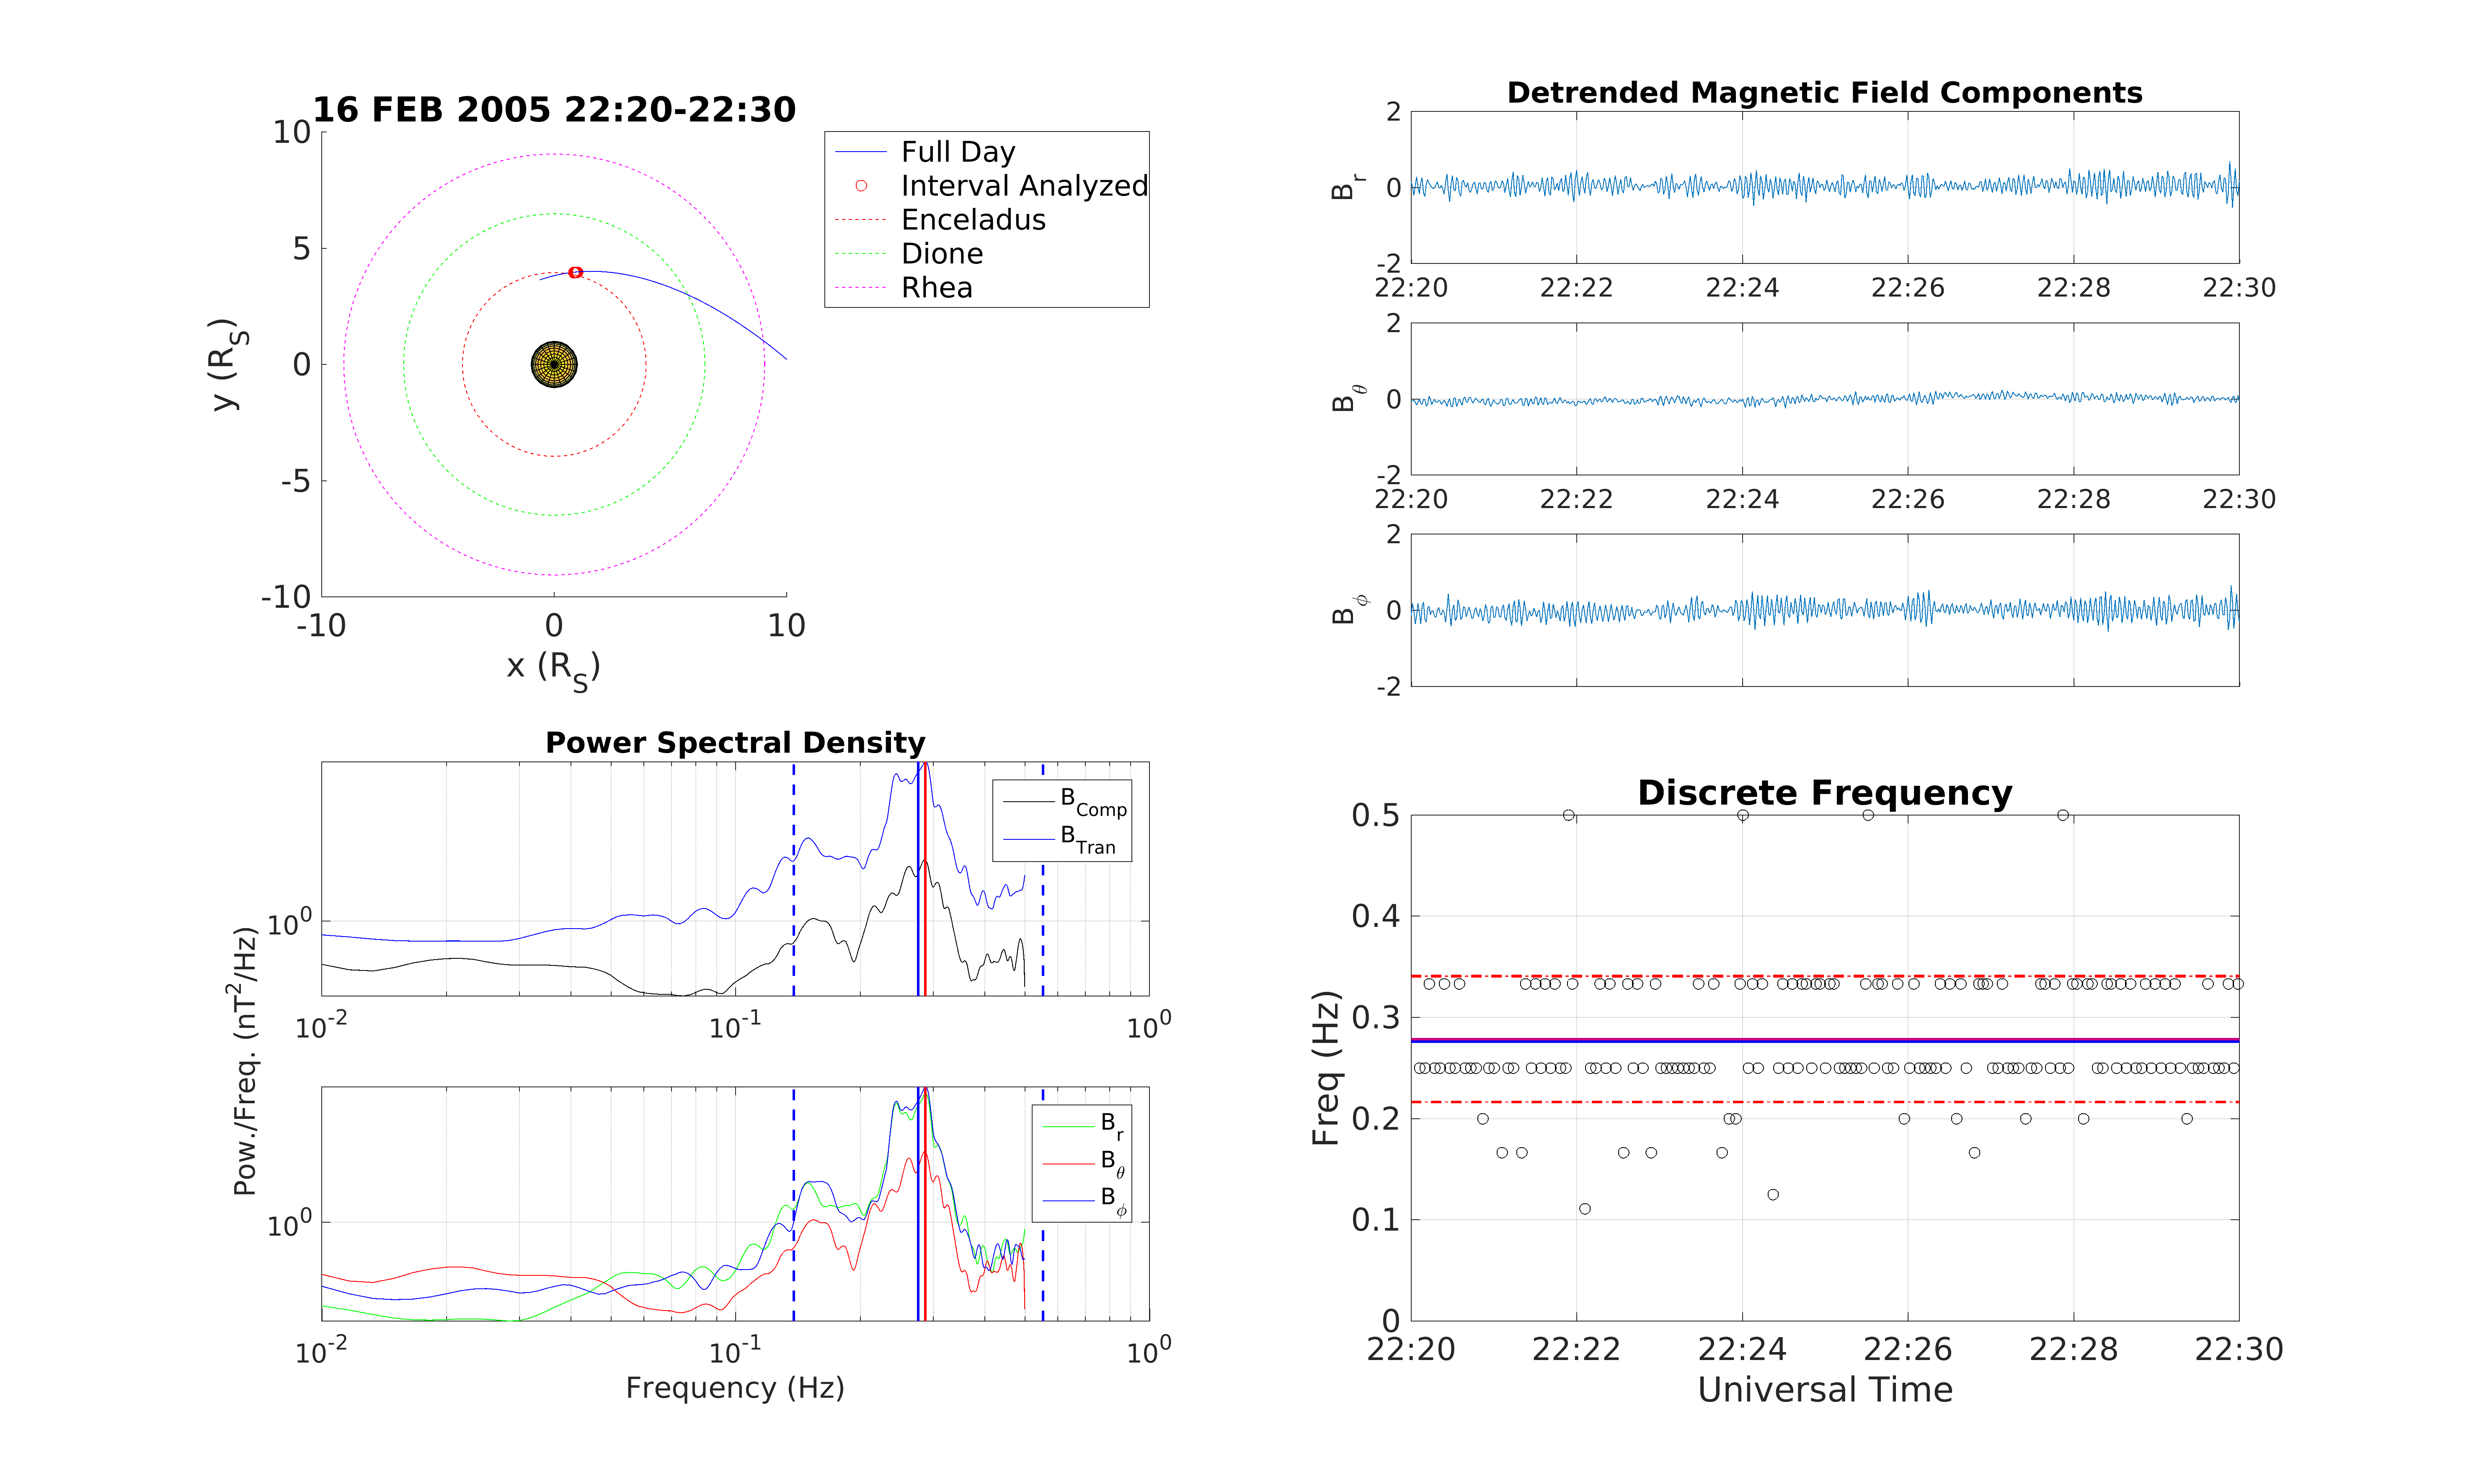 16 FEB 2005 22:20-22:30
10
5
0
-5
-10
-10 0 10
x (R_S)
y (R_S)
Full Day
Interval Analyzed
Enceladus
Dione
Rhea
Detrended Magnetic Field Components
B_r
2
0
-2
22:20 22:22 22:24 22:26 22:28 22:30
B_θ
2
0
-2
22:20 22:22 22:24 22:26 22:28 22:30
B_ϕ
2
0
-2
Power Spectral Density
Pow./Freq. (nT^2/Hz)
10^0
B_Comp
B_Tran
10^-2 10^-1 10^0
10^0
B_r
B_θ
B_ϕ
10^-2 10^-1 10^0
Frequency (Hz)
Discrete Frequency
Freq (Hz)
0.5
0.4
0.3
0.2
0.1
0
22:20 22:22 22:24 22:26 22:28 22:30
Universal Time